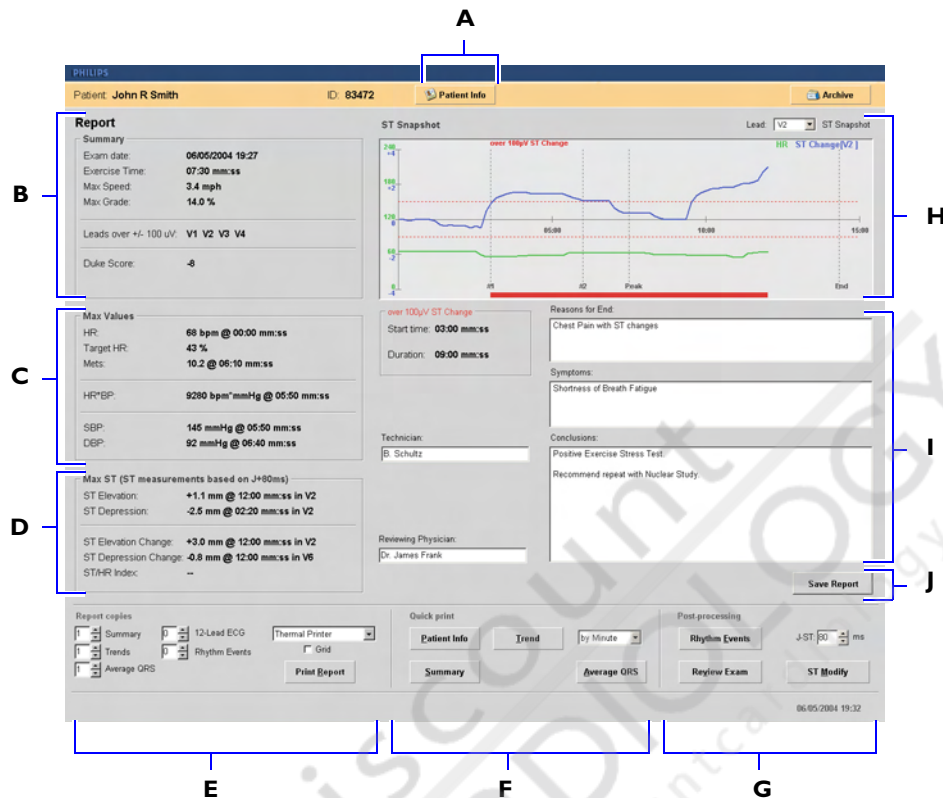 A
PHILIPS
Patient: John R Smith ID: 83472 Patient Info Archive
Report
Summary
Exam date: 06/05/2004 19:27
Exercise Time: 07:30 mm:ss
Max Speed: 3.4 mph
Max Grade: 14.0 %
Leads over +/- 100 uV: V1 V2 V3 V4
Duke Score: -8
B
ST Snapshot Lead: V2 ST Snapshot
240 over 100µV ST Change HR ST Change[V2 ]
+4
180
+2
120
0 05:00 10:00 15:00
60
-2
0 #1 #2 Peak End
-4
H
Max Values
HR: 68 bpm @ 00:00 mm:ss
Target HR: 43 %
Mets: 10.2 @ 06:10 mm:ss
HR*BP: 9280 bpm*mmHg @ 05:50 mm:ss
SBP: 145 mmHg @ 05:50 mm:ss
DBP: 92 mmHg @ 06:40 mm:ss
C
Max ST (ST measurements based on J+80ms)
ST Elevation: +1.1 mm @ 12:00 mm:ss in V2
ST Depression: -2.5 mm @ 02:20 mm:ss in V2
ST Elevation Change: +3.0 mm @ 12:00 mm:ss in V2
ST Depression Change: -0.8 mm @ 12:00 mm:ss in V6
ST/HR Index: --
D
over 100µV ST Change
Start time: 03:00 mm:ss
Duration: 09:00 mm:ss
Technician:
B. Schultz
Reviewing Physician:
Dr. James Frank
Reasons for End:
Chest Pain with ST changes
Symptoms:
Shortness of Breath Fatigue
Conclusions:
Positive Exercise Stress Test.
Recommend repeat with Nuclear Study.
I
Save Report
J
Report copies
1 Summary 0 12-Lead ECG Thermal Printer
1 Trends 0 Rhythm Events Grid
1 Average QRS Print Report
Quick print
Patient Info Trend by Minute
Summary Average QRS
Post-processing
Rhythm Events J-ST 80 ms
Review Exam ST Modify
06/05/2004 19:32
E F G